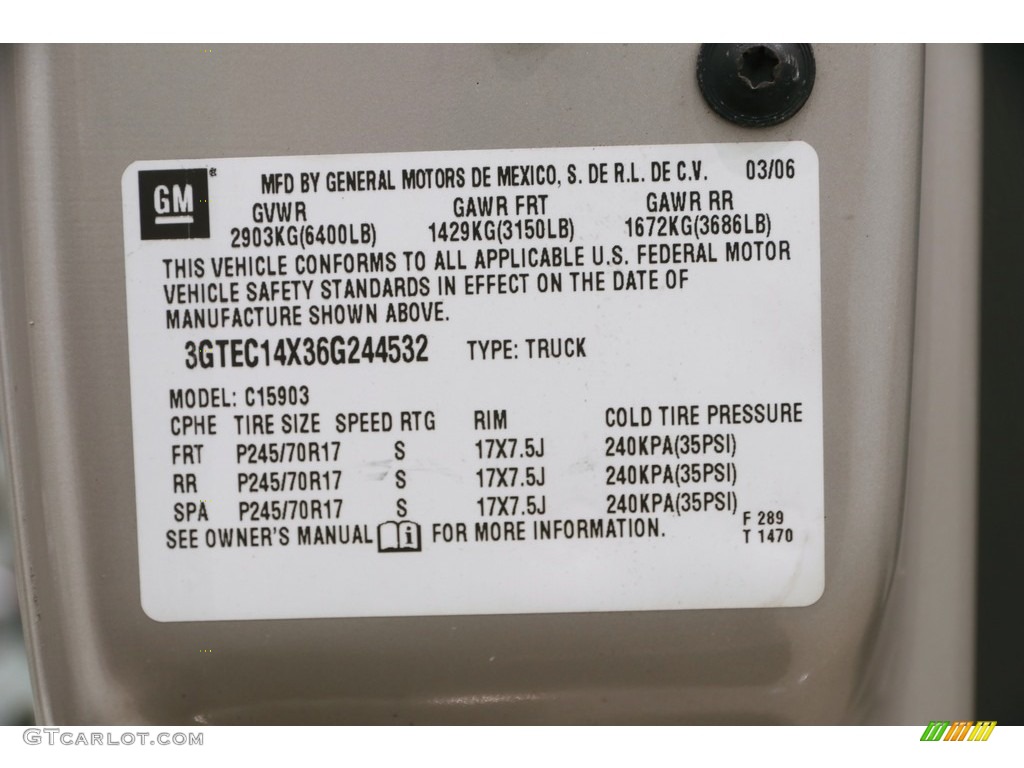 GM ® MFD BY GENERAL MOTORS DE MEXICO, S. DE R.L. DE C.V. 03/06
GVWR GAWR FRT GAWR RR
2903KG(6400LB) 1429KG(3150LB) 1672KG(3686LB)
THIS VEHICLE CONFORMS TO ALL APPLICABLE U.S. FEDERAL MOTOR
VEHICLE SAFETY STANDARDS IN EFFECT ON THE DATE OF
MANUFACTURE SHOWN ABOVE.
3GTEC14X36G244532 TYPE: TRUCK
MODEL: C15903
CPHE TIRE SIZE SPEED RTG RIM COLD TIRE PRESSURE
FRT P245/70R17 S 17X7.5J 240KPA(35PSI)
RR P245/70R17 S 17X7.5J 240KPA(35PSI)
SPA P245/70R17 S 17X7.5J 240KPA(35PSI)
SEE OWNER'S MANUAL i FOR MORE INFORMATION.
F 289
T 1470
GTCARLOT.COM